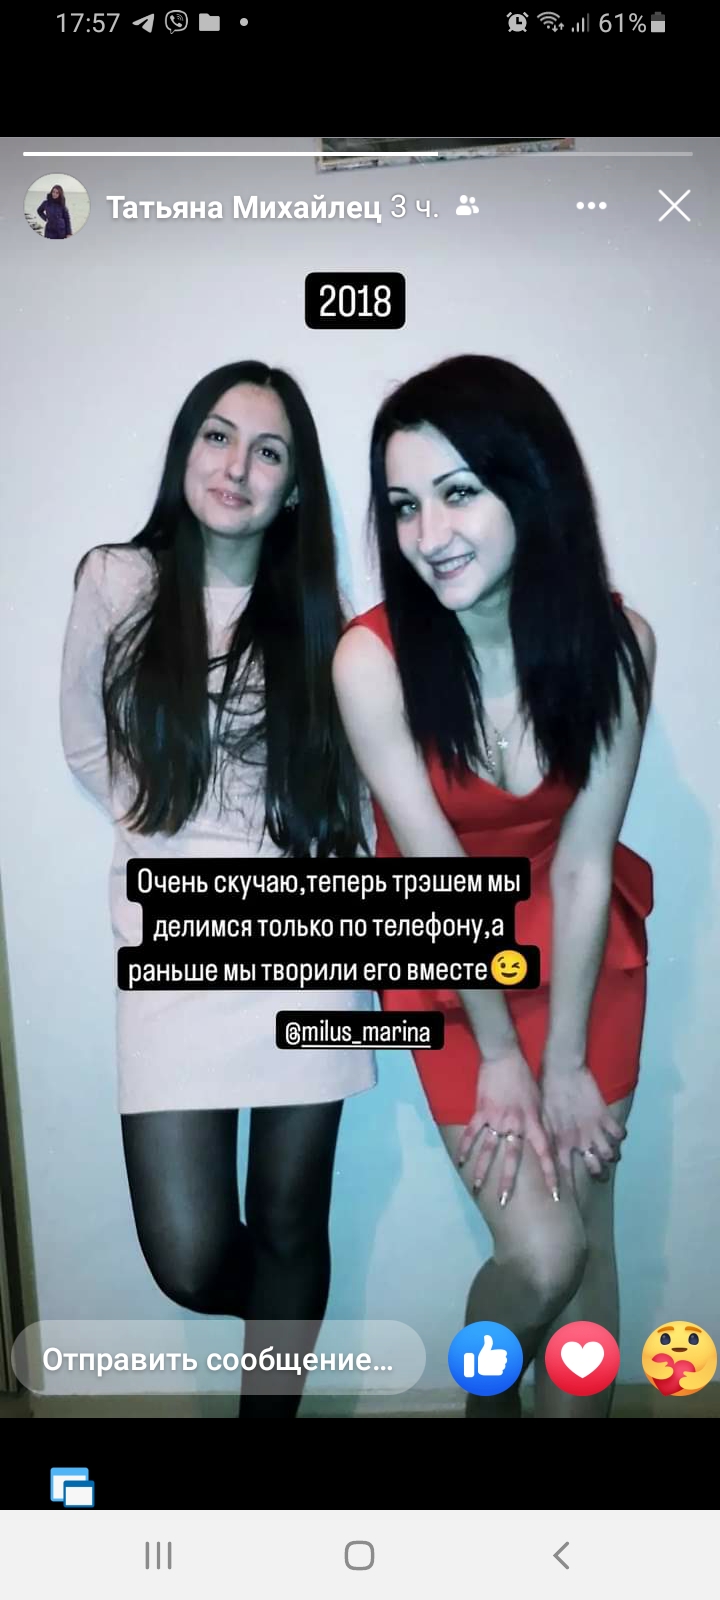 17:57 61%
Татьяна Михайлец 3 ч.
2018
Очень скучаю,теперь трэшем мы
делимся только по телефону,а
раньше мы творили его вместе😉
@milus_marina
Отправить сообщение...